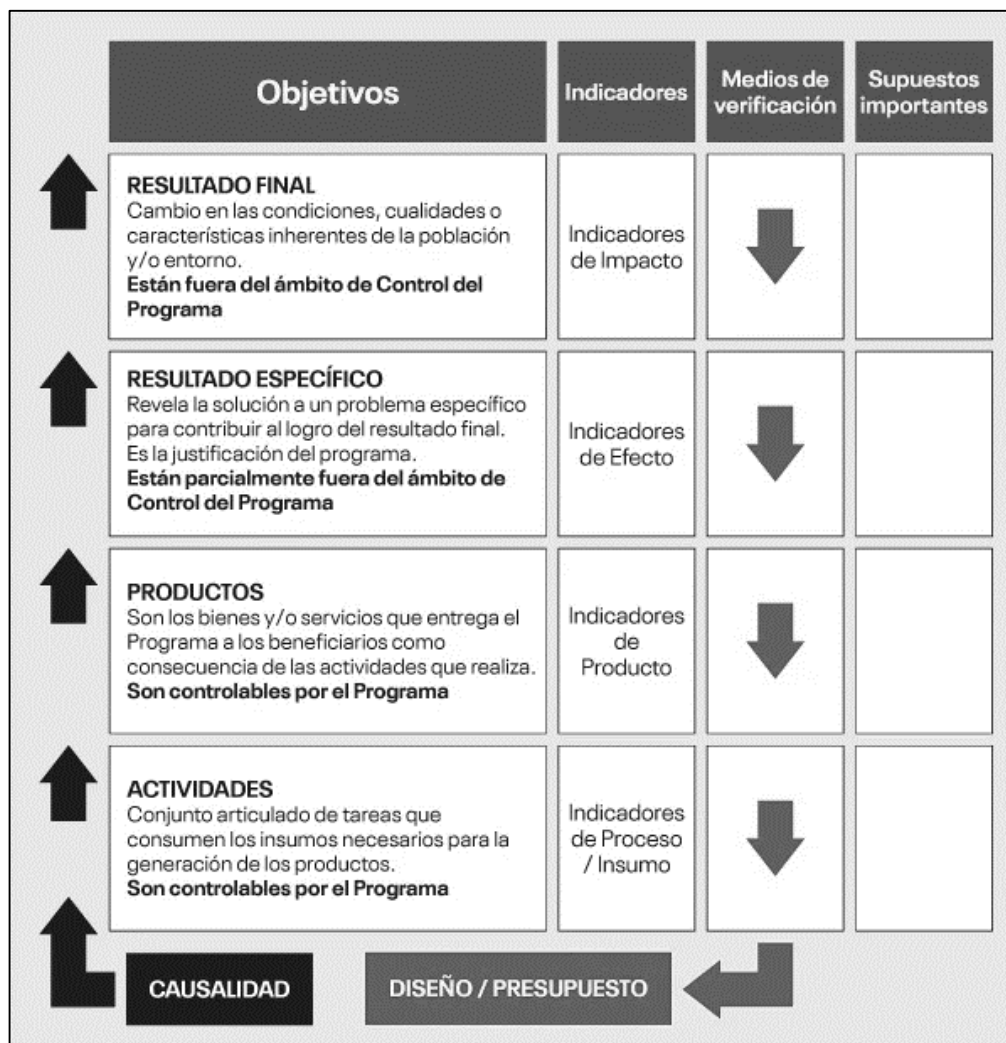 Objetivos
Indicadores
Medios de
verificación
Supuestos
importantes
RESULTADO FINAL
Cambio en las condiciones, cualidades o
características inherentes de la población
y/o entorno.
Están fuera del ámbito de Control del
Programa
Indicadores
de Impacto
RESULTADO ESPECÍFICO
Revela la solución a un problema específico
para contribuir al logro del resultado final.
Es la justificación del programa.
Están parcialmente fuera del ámbito de
Control del Programa
Indicadores
de Efecto
PRODUCTOS
Son los bienes y/o servicios que entrega el
Programa a los beneficiarios como
consecuencia de las actividades que realiza.
Son controlables por el Programa
Indicadores
de
Producto
ACTIVIDADES
Conjunto articulado de tareas que
consumen los insumos necesarios para la
generación de los productos.
Son controlables por el Programa
Indicadores
de Proceso
/ Insumo
CAUSALIDAD
DISEÑO / PRESUPUESTO